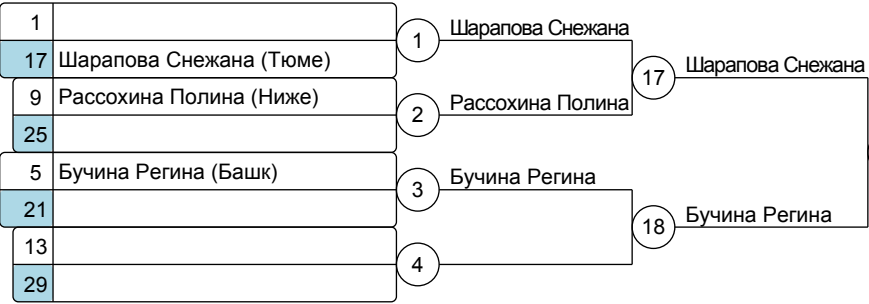 1
17 Шарапова Снежана (Тюме)
9 Рассохина Полина (Ниже)
25
5 Бучина Регина (Башк)
21
13
29
1 Шарапова Снежана
2 Рассохина Полина
3 Бучина Регина
4
17 Шарапова Снежана
18 Бучина Регина